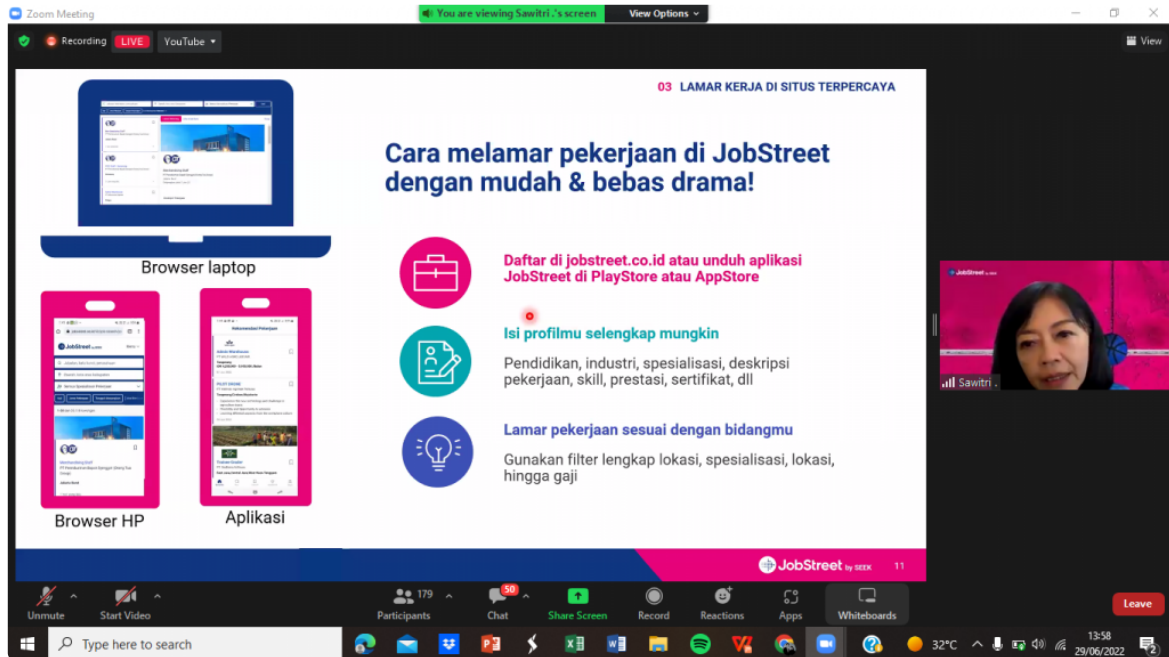 Zoom Meeting
You are viewing Sawitri .'s screen
View Options
Recording
LIVE
YouTube
View
03 LAMAR KERJA DI SITUS TERPERCAYA
Cara melamar pekerjaan di JobStreet
dengan mudah & bebas drama!
Browser laptop
Daftar di jobstreet.co.id atau unduh aplikasi
JobStreet di PlayStore atau AppStore
Isi profilmu selengkap mungkin
Pendidikan, industri, spesialisasi, deskripsi
pekerjaan, skill, prestasi, sertifikat, dll
Lamar pekerjaan sesuai dengan bidangmu
Gunakan filter lengkap lokasi, spesialisasi, lokasi,
hingga gaji
JobStreet
Rekomendasi Pekerjaan
Browser HP
Aplikasi
JobStreet by SEEK
11
JobStreet
Sawitri .
Unmute
Start Video
179
Participants
50
Chat
Share Screen
Record
Reactions
Apps
Whiteboards
Leave
Type here to search
32°C
13:58
29/06/2022
2